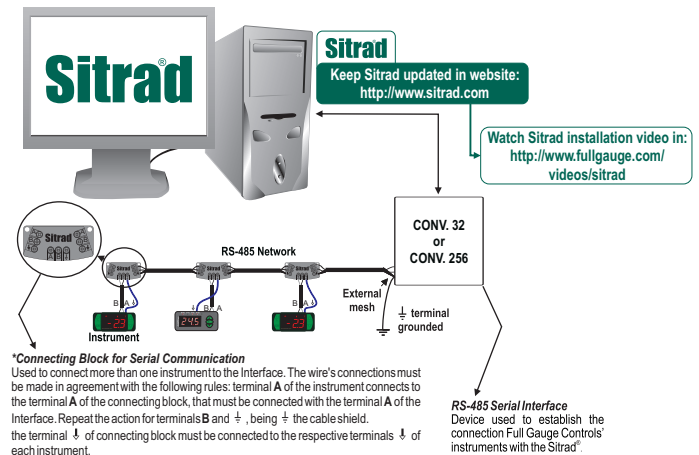 Sitrad®
Sitrad
Keep Sitrad updated in website:
http://www.sitrad.com
Watch Sitrad installation video in:
http://www.fullgauge.com/
videos/sitrad
CONV. 32
or
CONV. 256
RS-485 Network
Sitrad
Sitrad
Sitrad
Sitrad
External
mesh
⏚ terminal
grounded
B A
B A
B A
-23
245
-23
Instrument
*Connecting Block for Serial Communication
Used to connect more than one instrument to the Interface. The wire's connections must
be made in agreement with the following rules: terminal A of the instrument connects to
the terminal A of the connecting block, that must be connected with the terminal A of the
Interface. Repeat the action for terminals B and ⏚ , being ⏚ the cable shield.
the terminal ↓ of connecting block must be connected to the respective terminals ↓ of
each instrument.
RS-485 Serial Interface
Device used to establish the
connection Full Gauge Controls'
instruments with the Sitrad®.